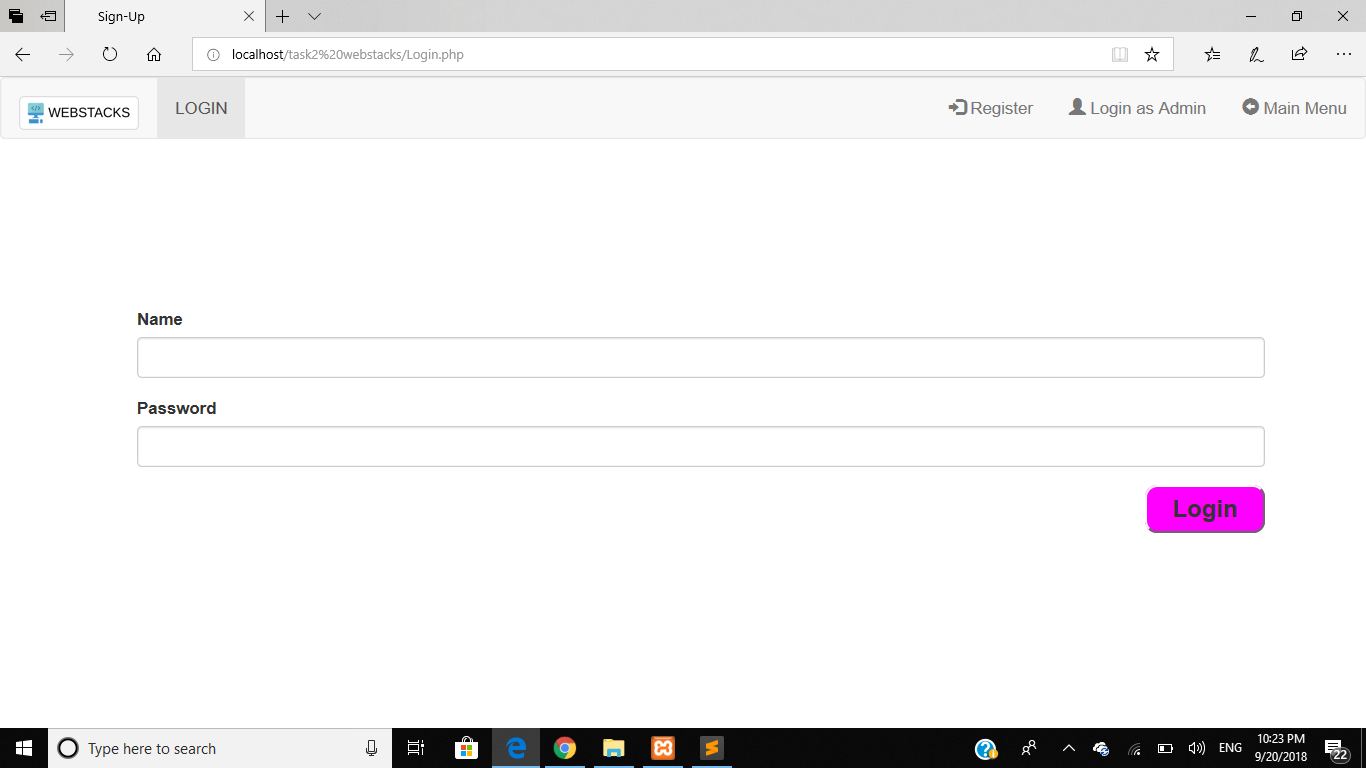 Sign-Up
localhost/task2%20webstacks/Login.php
WEBSTACKS
LOGIN
Register
Login as Admin
Main Menu
Name
Password
Login
Type here to search
ENG
10:23 PM
9/20/2018
22